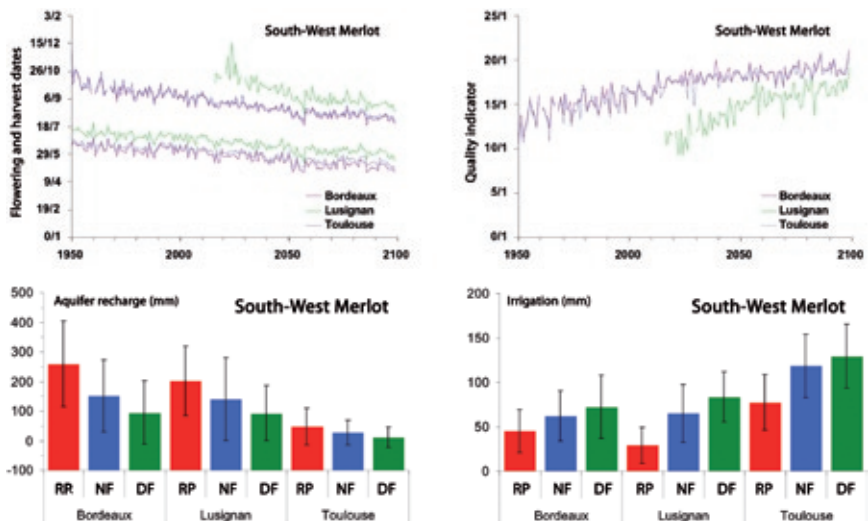 South-West Merlot
Flowering and harvest dates
3/2
15/12
26/10
6/9
18/7
29/5
9/4
19/2
0/1
Bordeaux
Lusignan
Toulouse
1950
2000
2050
2100
South-West Merlot
Quality indicator
25/1
20/1
15/1
10/1
5/1
0/1
Bordeaux
Lusignan
Toulouse
1950
2000
2050
2100
Aquifer recharge (mm)
South-West Merlot
500
400
300
200
100
0
-100
RR NF DF RP NF DF RP NF DF
Bordeaux Lusignan Toulouse
Irrigation (mm)
South-West Merlot
200
150
100
50
0
RP NF DF RP NF DF RP NF DF
Bordeaux Lusignan Toulouse